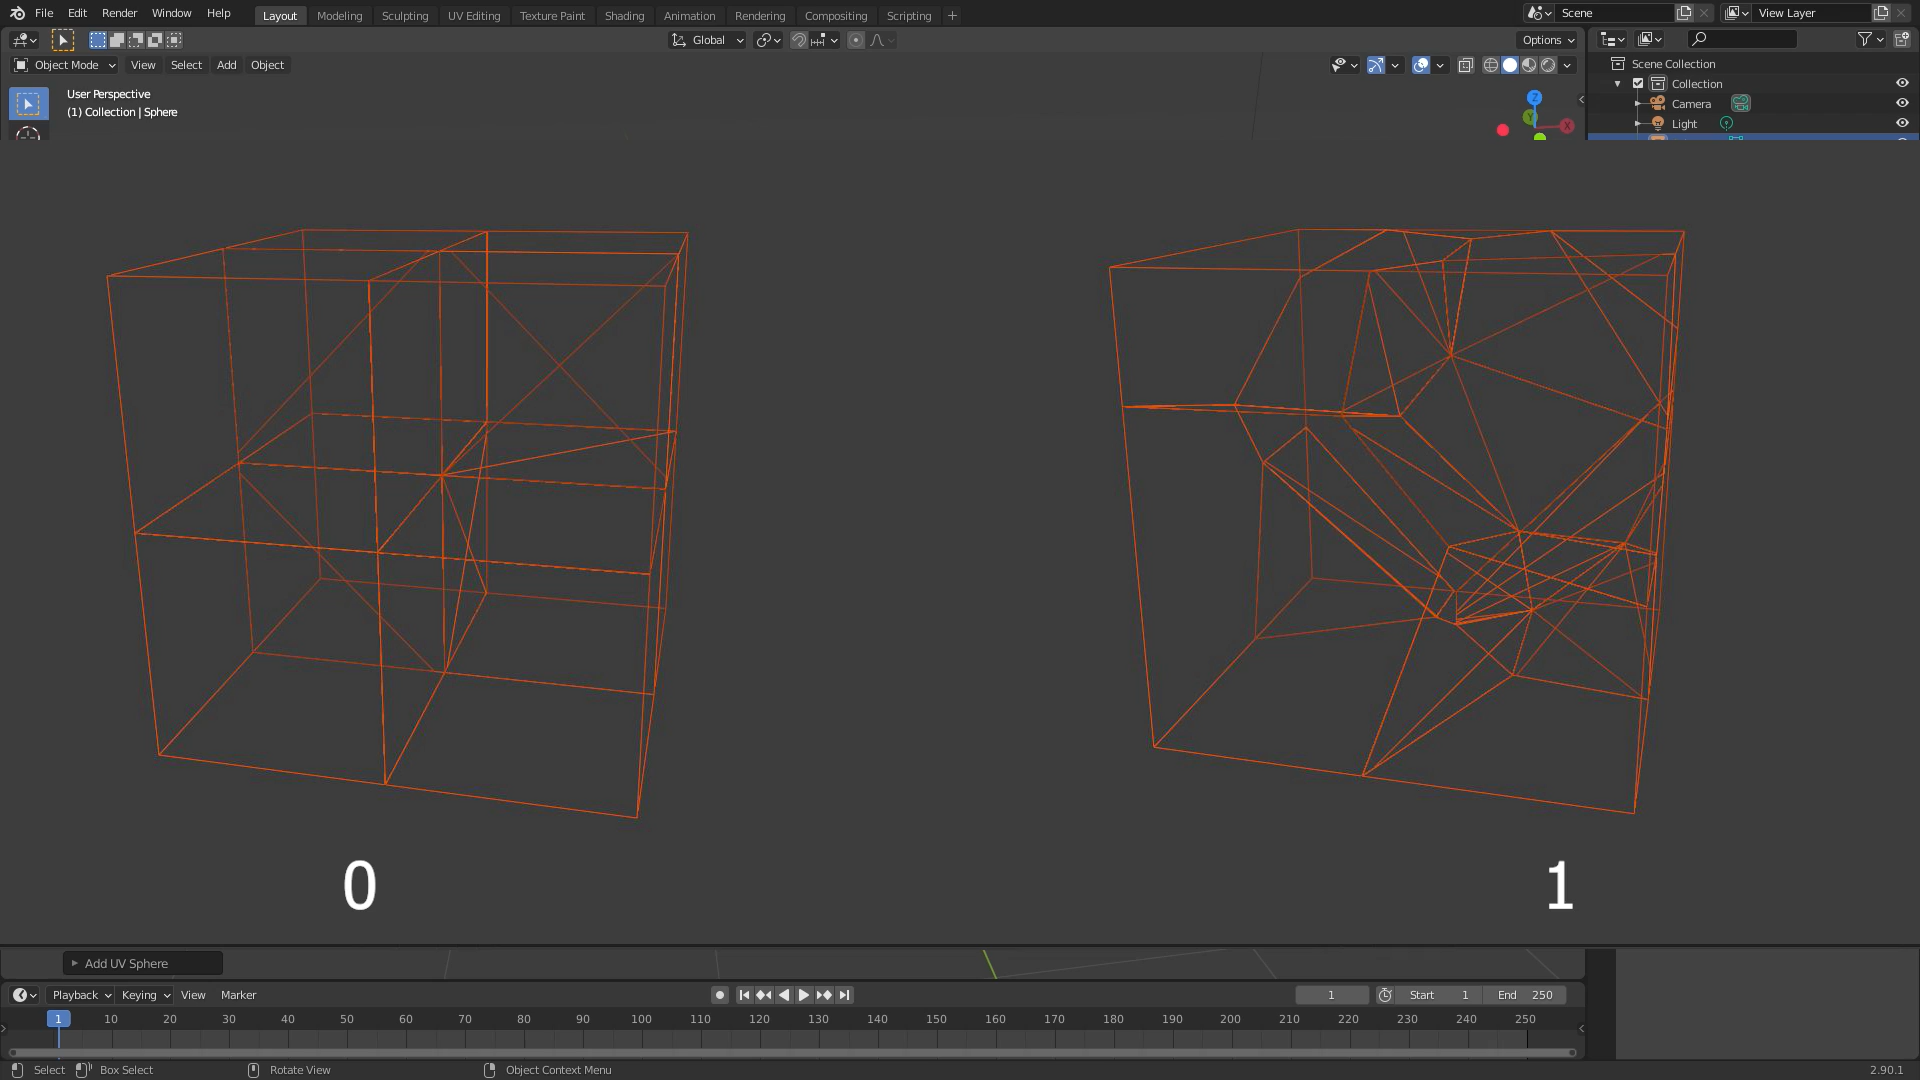 File Edit Render Window Help Layout Modeling Sculpting UV Editing Texture Paint Shading Animation Rendering Compositing Scripting + Scene View Layer
Global Options
Object Mode View Select Add Object
Scene Collection
Collection
Camera
Light
User Perspective
(1) Collection | Sphere
Z
Y
X
0
1
Add UV Sphere
Playback Keying View Marker 1 Start 1 End 250
1 10 20 30 40 50 60 70 80 90 100 110 120 130 140 150 160 170 180 190 200 210 220 230 240 250
Select Box Select Rotate View Object Context Menu 2.90.1